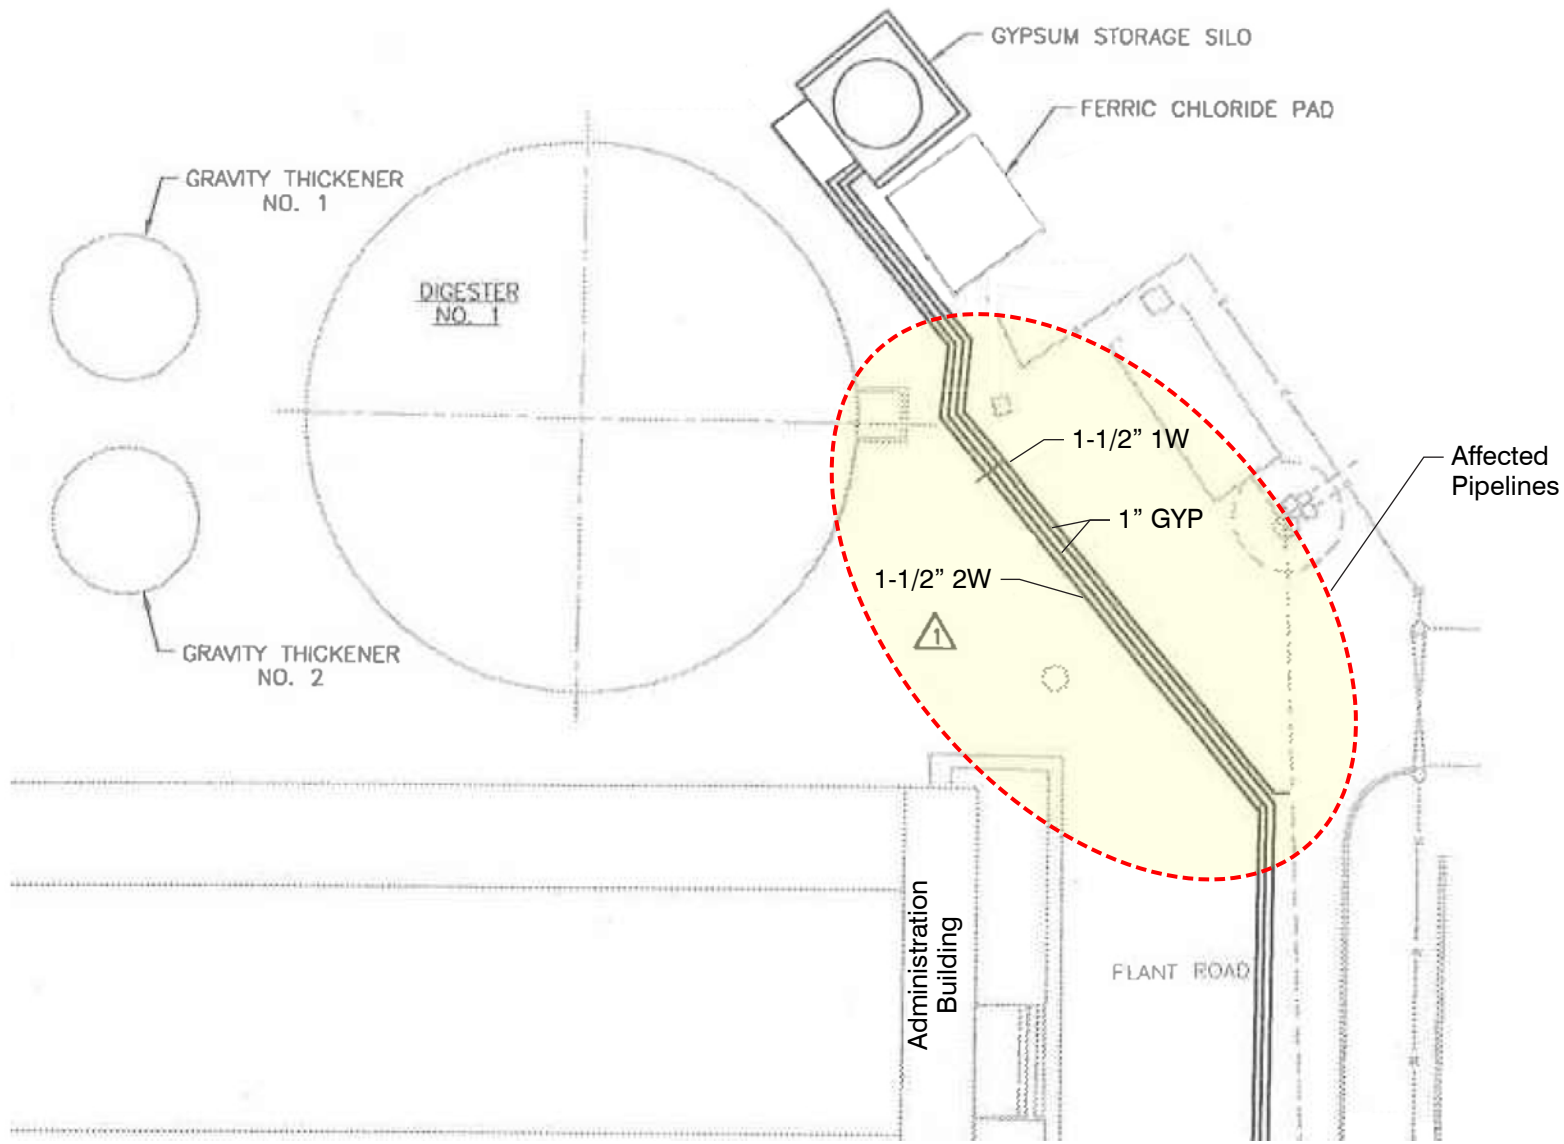 GYPSUM STORAGE SILO
FERRIC CHLORIDE PAD
GRAVITY THICKENER
NO. 1
DIGESTER
NO. 1
1-1/2” 1W
Affected
Pipelines
1” GYP
1-1/2” 2W
1
GRAVITY THICKENER
NO. 2
Administration
Building
PLANT ROAD